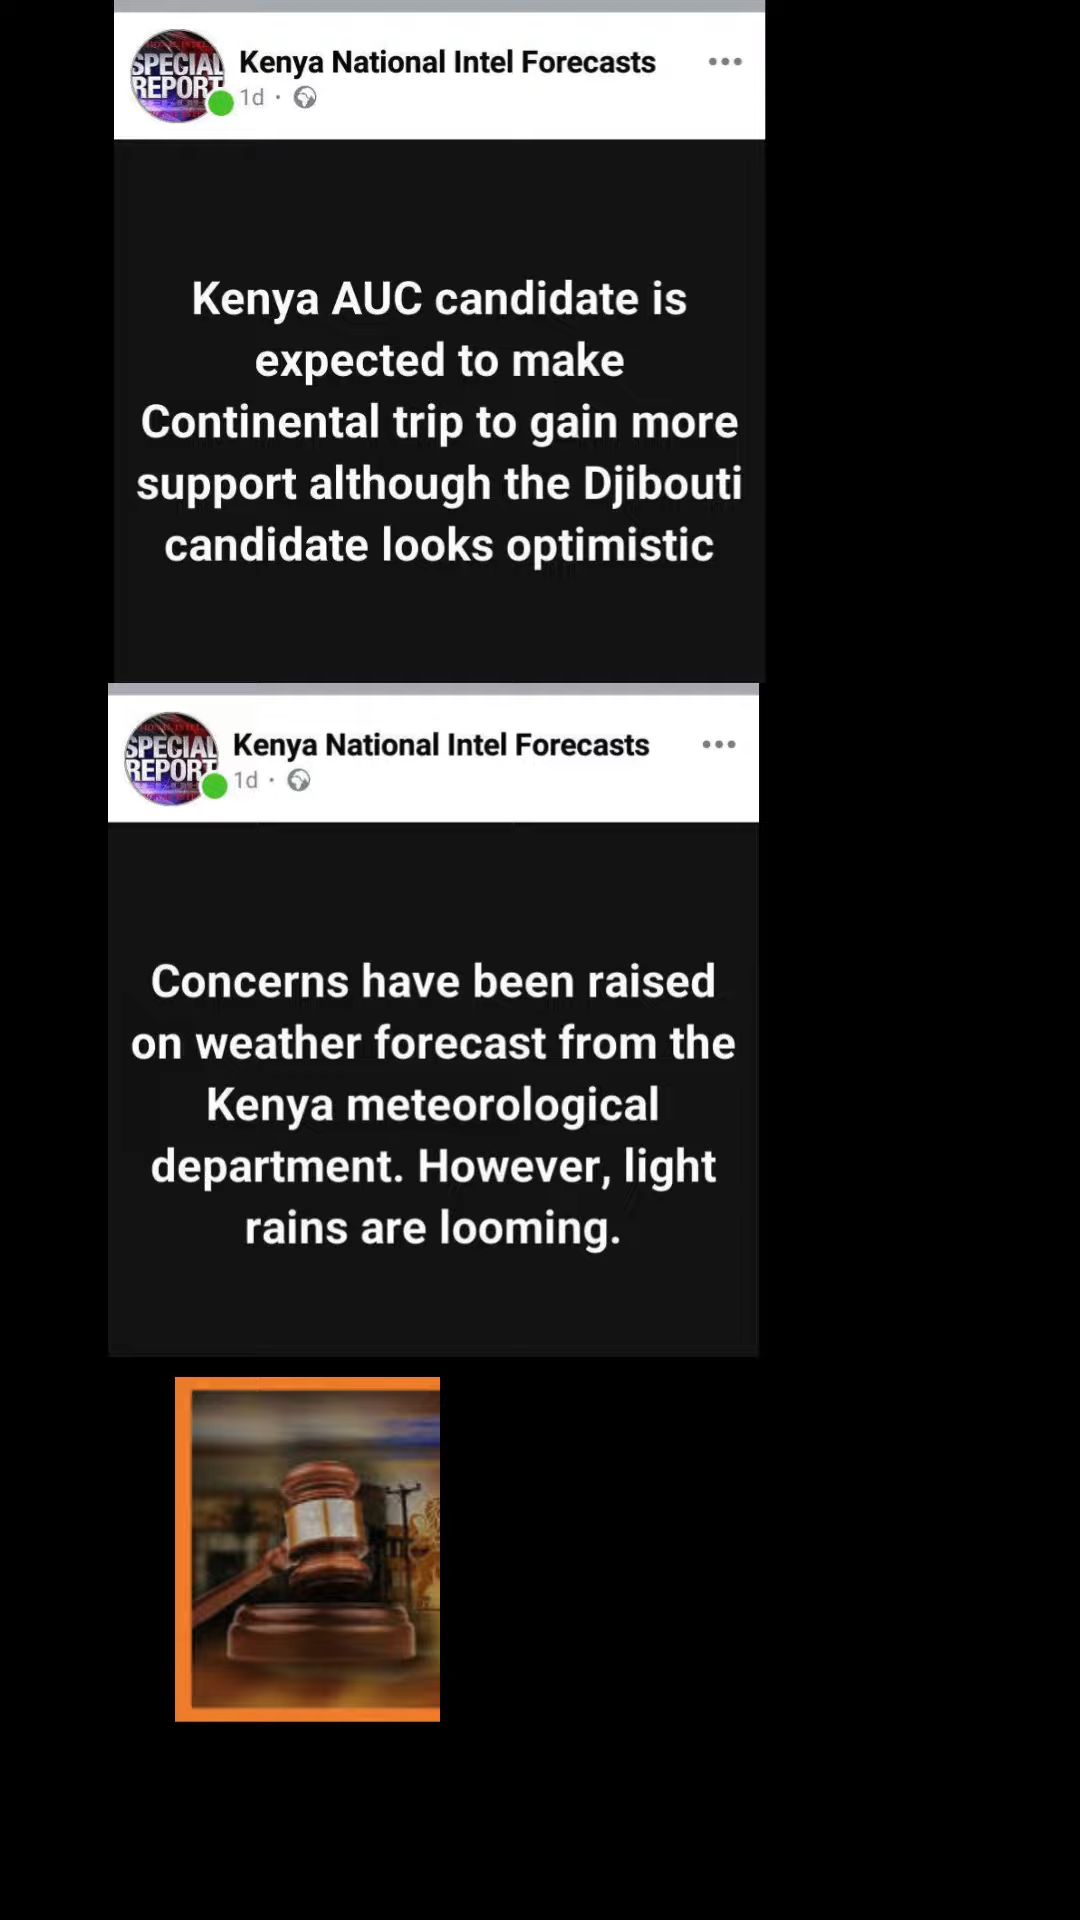 SPECIAL
REPORT
Kenya National Intel Forecasts
1d ·
Kenya AUC candidate is
expected to make
Continental trip to gain more
support although the Djibouti
candidate looks optimistic
SPECIAL
REPORT
Kenya National Intel Forecasts
1d ·
Concerns have been raised
on weather forecast from the
Kenya meteorological
department. However, light
rains are looming.